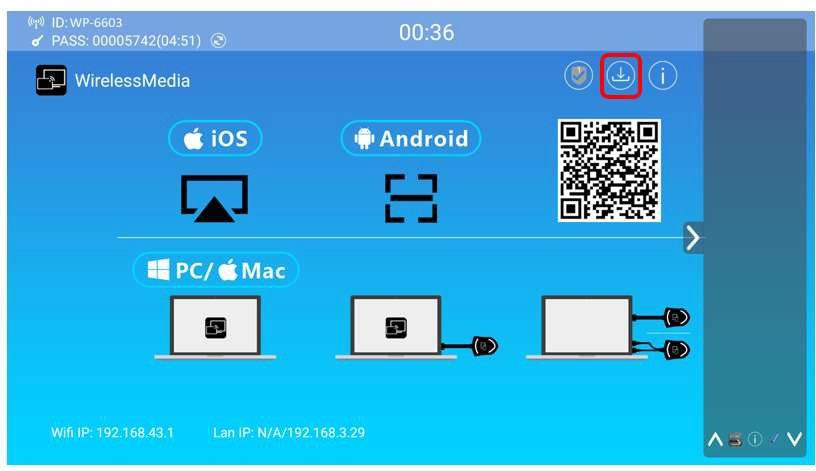 ID: WP-6603
PASS: 00005742(04:51)
00:36
WirelessMedia
iOS
Android
PC/ Mac
Wifi IP: 192.168.43.1
Lan IP: N/A/192.168.3.29